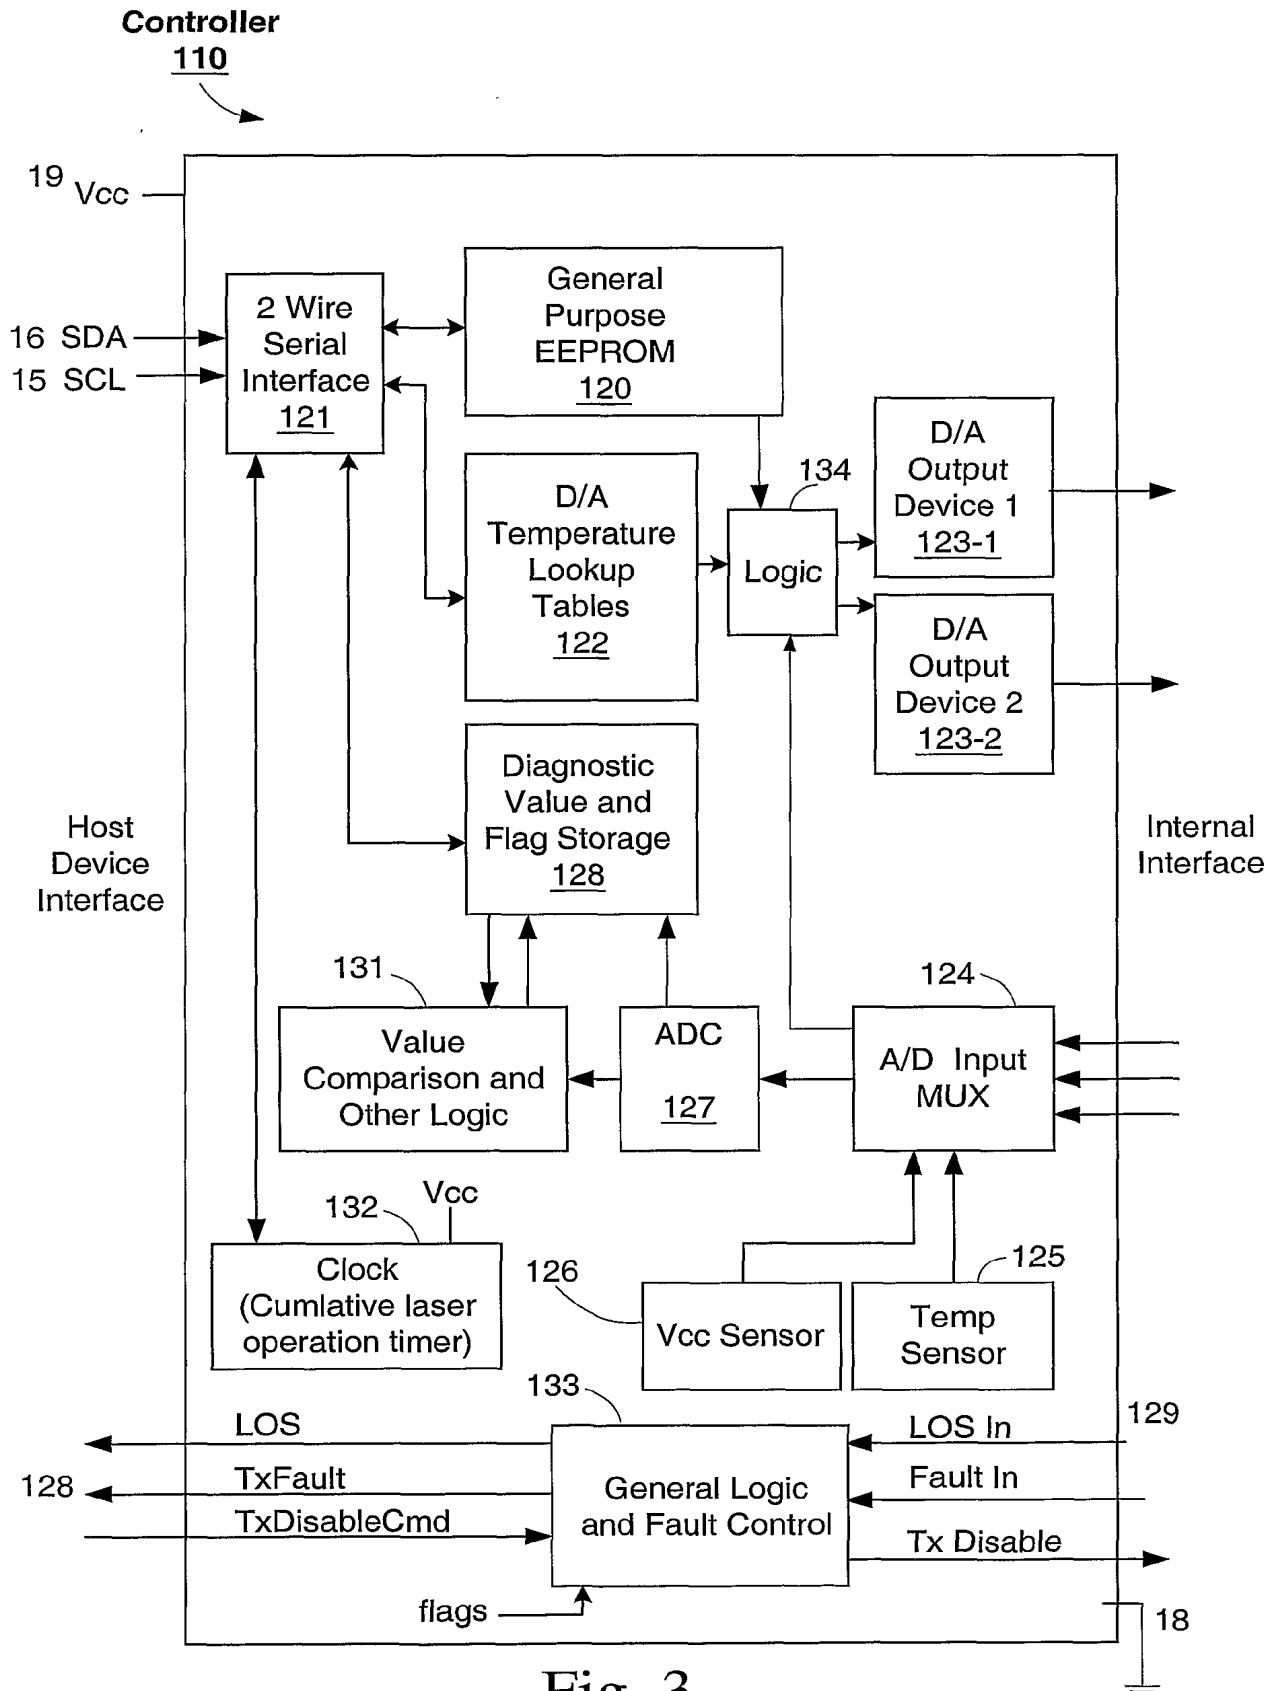 Controller
110
19 Vcc
16 SDA
15 SCL
2 Wire
Serial
Interface
121
General
Purpose
EEPROM
120
D/A
Temperature
Lookup
Tables
122
134
Logic
D/A
Output
Device 1
123-1
D/A
Output
Device 2
123-2
Diagnostic
Value and
Flag Storage
128
Host
Device
Interface
Internal
Interface
131
Value
Comparison and
Other Logic
ADC
127
124
A/D Input
MUX
132
Vcc
Clock
(Cumlative laser
operation timer)
126
Vcc Sensor
125
Temp
Sensor
133
General Logic
and Fault Control
LOS
TxFault
TxDisableCmd
128
LOS In
Fault In
Tx Disable
129
flags
18
Fig. 3